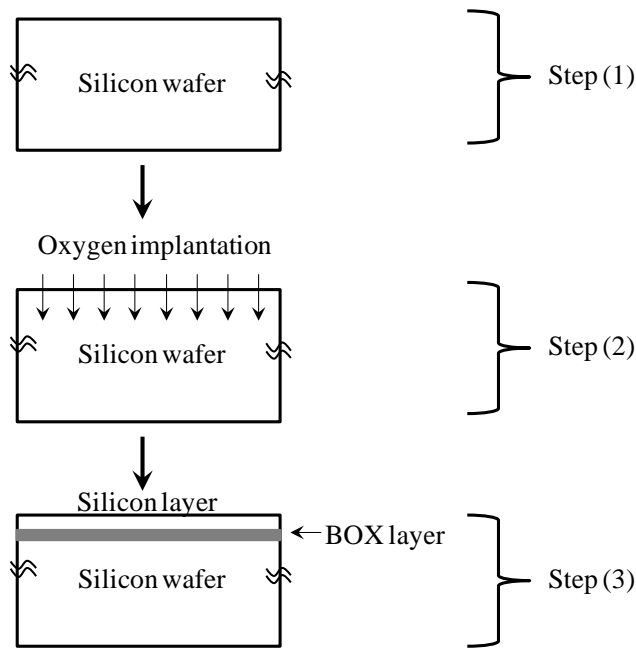 Silicon wafer
Step (1)
Oxygen implantation
Silicon wafer
Step (2)
Silicon layer
BOX layer
Silicon wafer
Step (3)